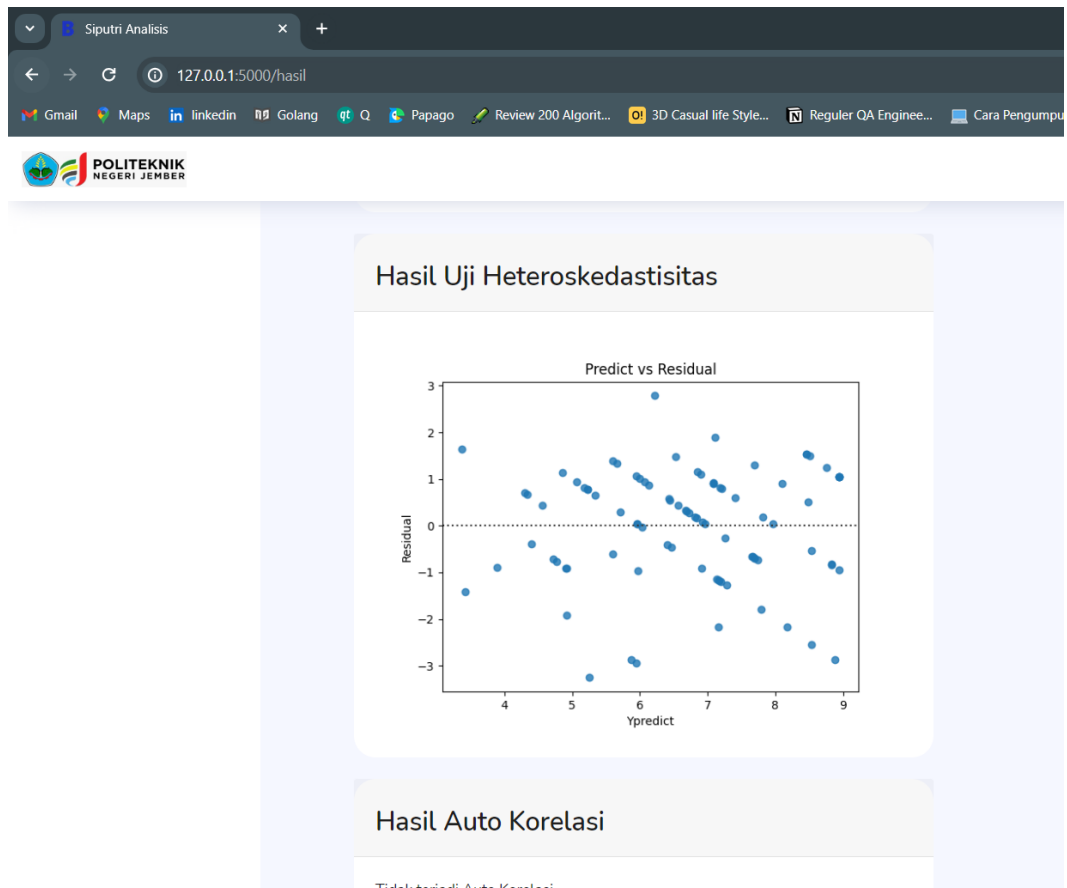 Siputri Analisis
127.0.0.1:5000/hasil
Gmail Maps linkedin Golang Q Papago Review 200 Algorit... 3D Casual life Style... Reguler QA Enginee... Cara Pengumpu
POLITEKNIK
NEGERI JEMBER
Hasil Uji Heteroskedastisitas
Predict vs Residual
3
2
1
0
−1
−2
−3
Residual
4 5 6 7 8 9
Ypredict
Hasil Auto Korelasi
Tidak terjadi Auto Korelasi